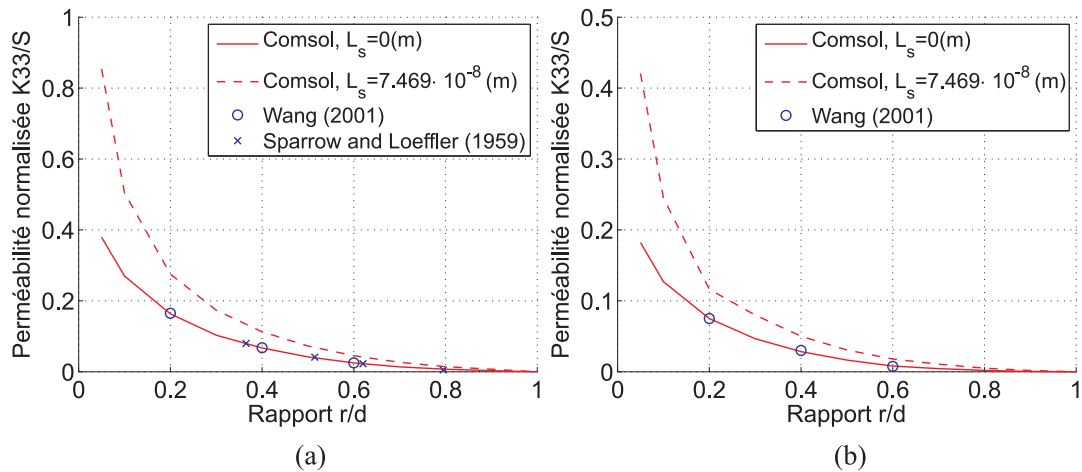 Perméabilité normalisée K33/S
1
0.8
0.6
0.4
0.2
0
0 0.2 0.4 0.6 0.8 1
Rapport r/d
Comsol, Ls=0(m)
Comsol, Ls=7.469· 10-8 (m)
Wang (2001)
Sparrow and Loeffler (1959)
(a)
Perméabilité normalisée K33/S
0.5
0.4
0.3
0.2
0.1
0
0 0.2 0.4 0.6 0.8 1
Rapport r/d
Comsol, Ls=0(m)
Comsol, Ls=7.469· 10-8 (m)
Wang (2001)
(b)